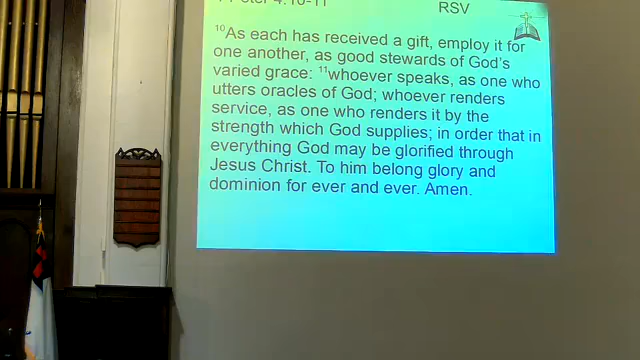 1 Peter 4:10-11 RSV
¹⁰As each has received a gift, employ it for
one another, as good stewards of God's
varied grace: ¹¹whoever speaks, as one who
utters oracles of God; whoever renders
service, as one who renders it by the
strength which God supplies; in order that in
everything God may be glorified through
Jesus Christ. To him belong glory and
dominion for ever and ever. Amen.